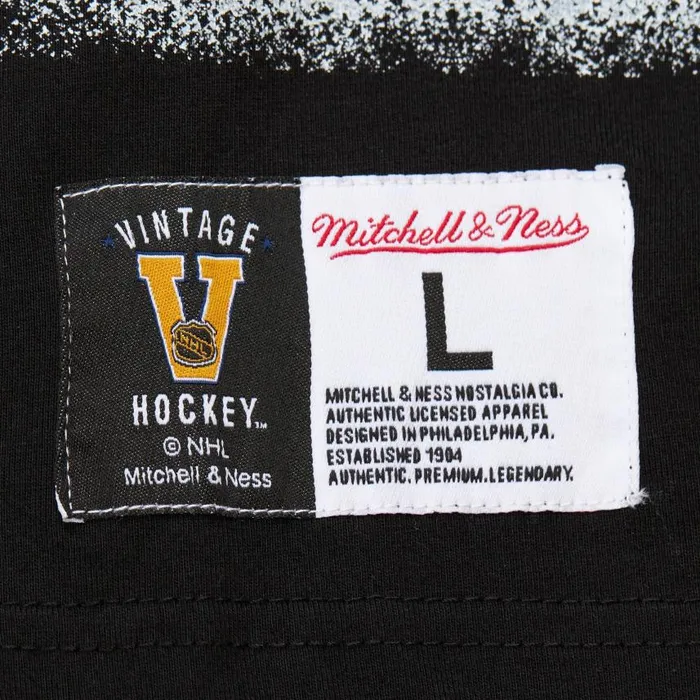 VINTAGE
V
NHL
HOCKEY™
© NHL
Mitchell & Ness
Mitchell & Ness
L
MITCHELL & NESS NOSTALGIA CO.
AUTHENTIC LICENSED APPAREL
DESIGNED IN PHILADELPHIA, PA.
ESTABLISHED 1904
AUTHENTIC. PREMIUM. LEGENDARY.